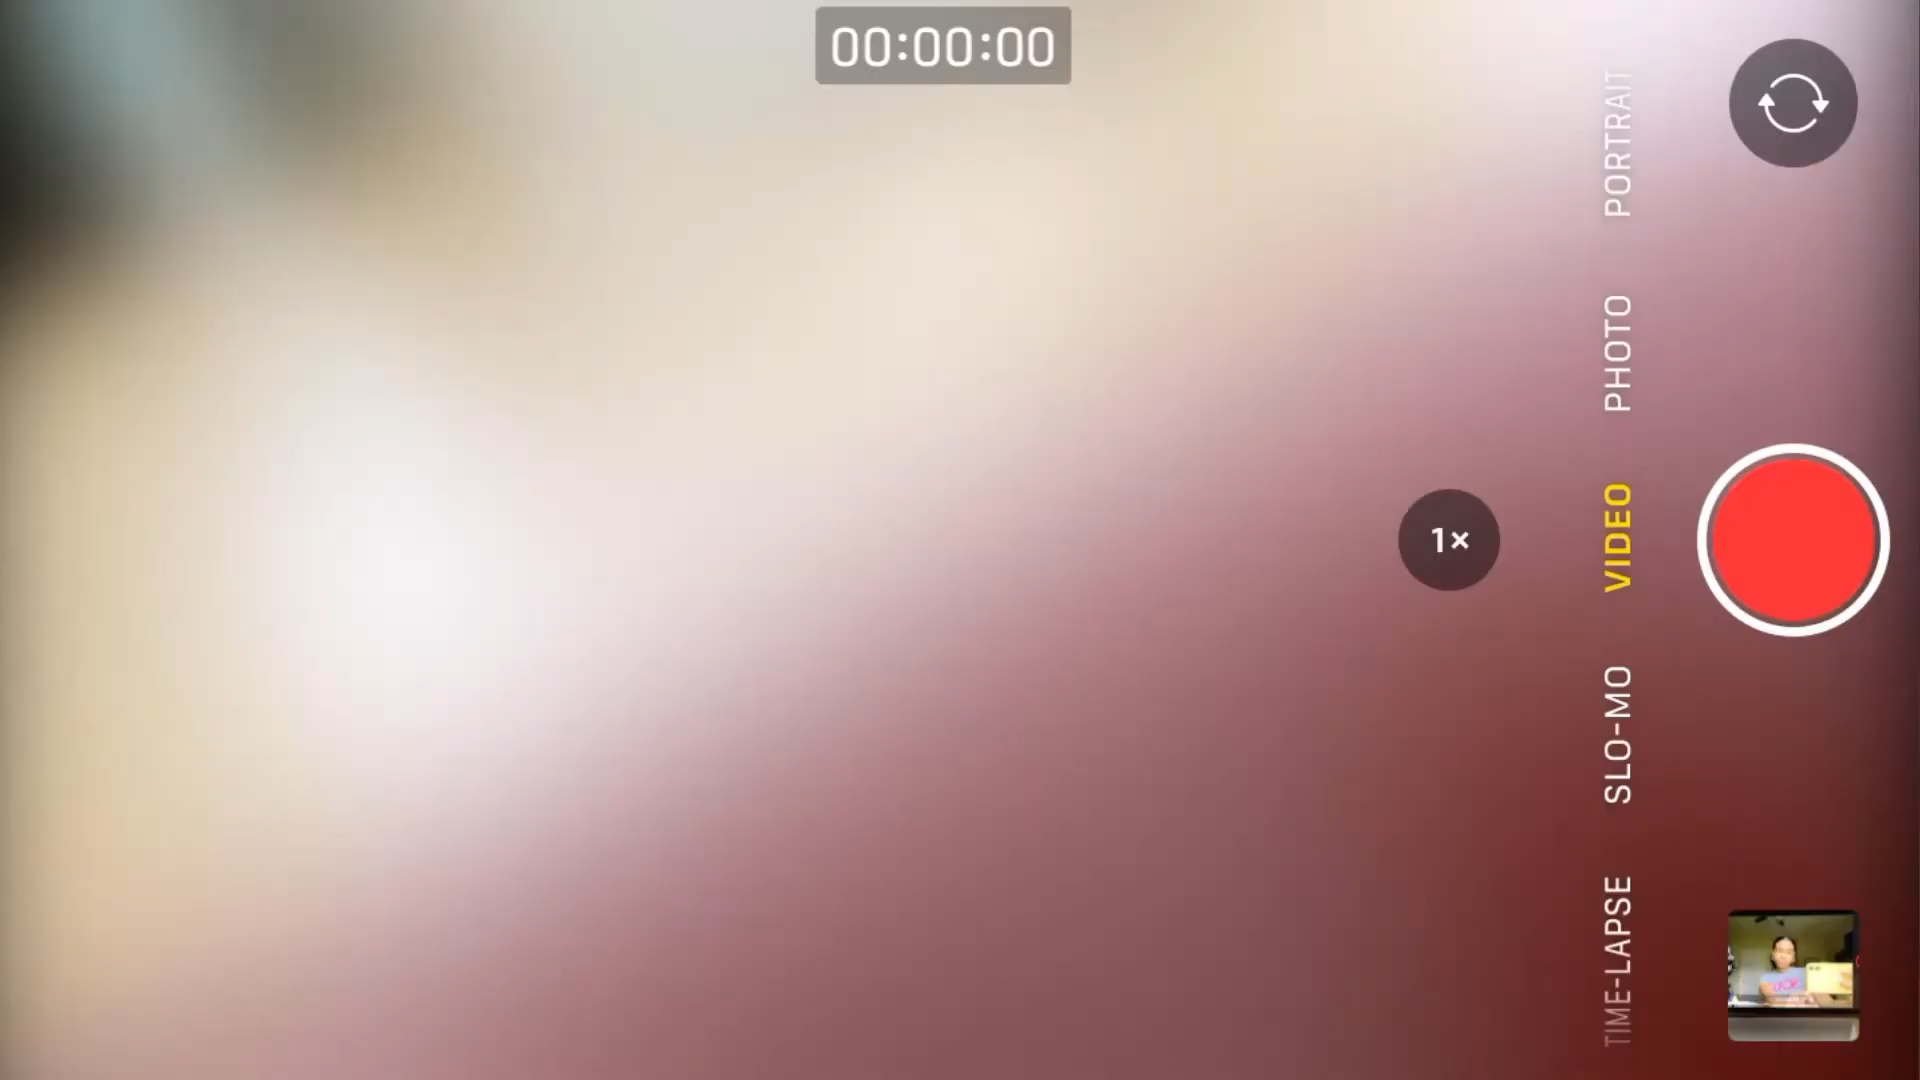 00:00:00
PORTRAIT
PHOTO
1×
VIDEO
SLO-MO
TIME-LAPSE